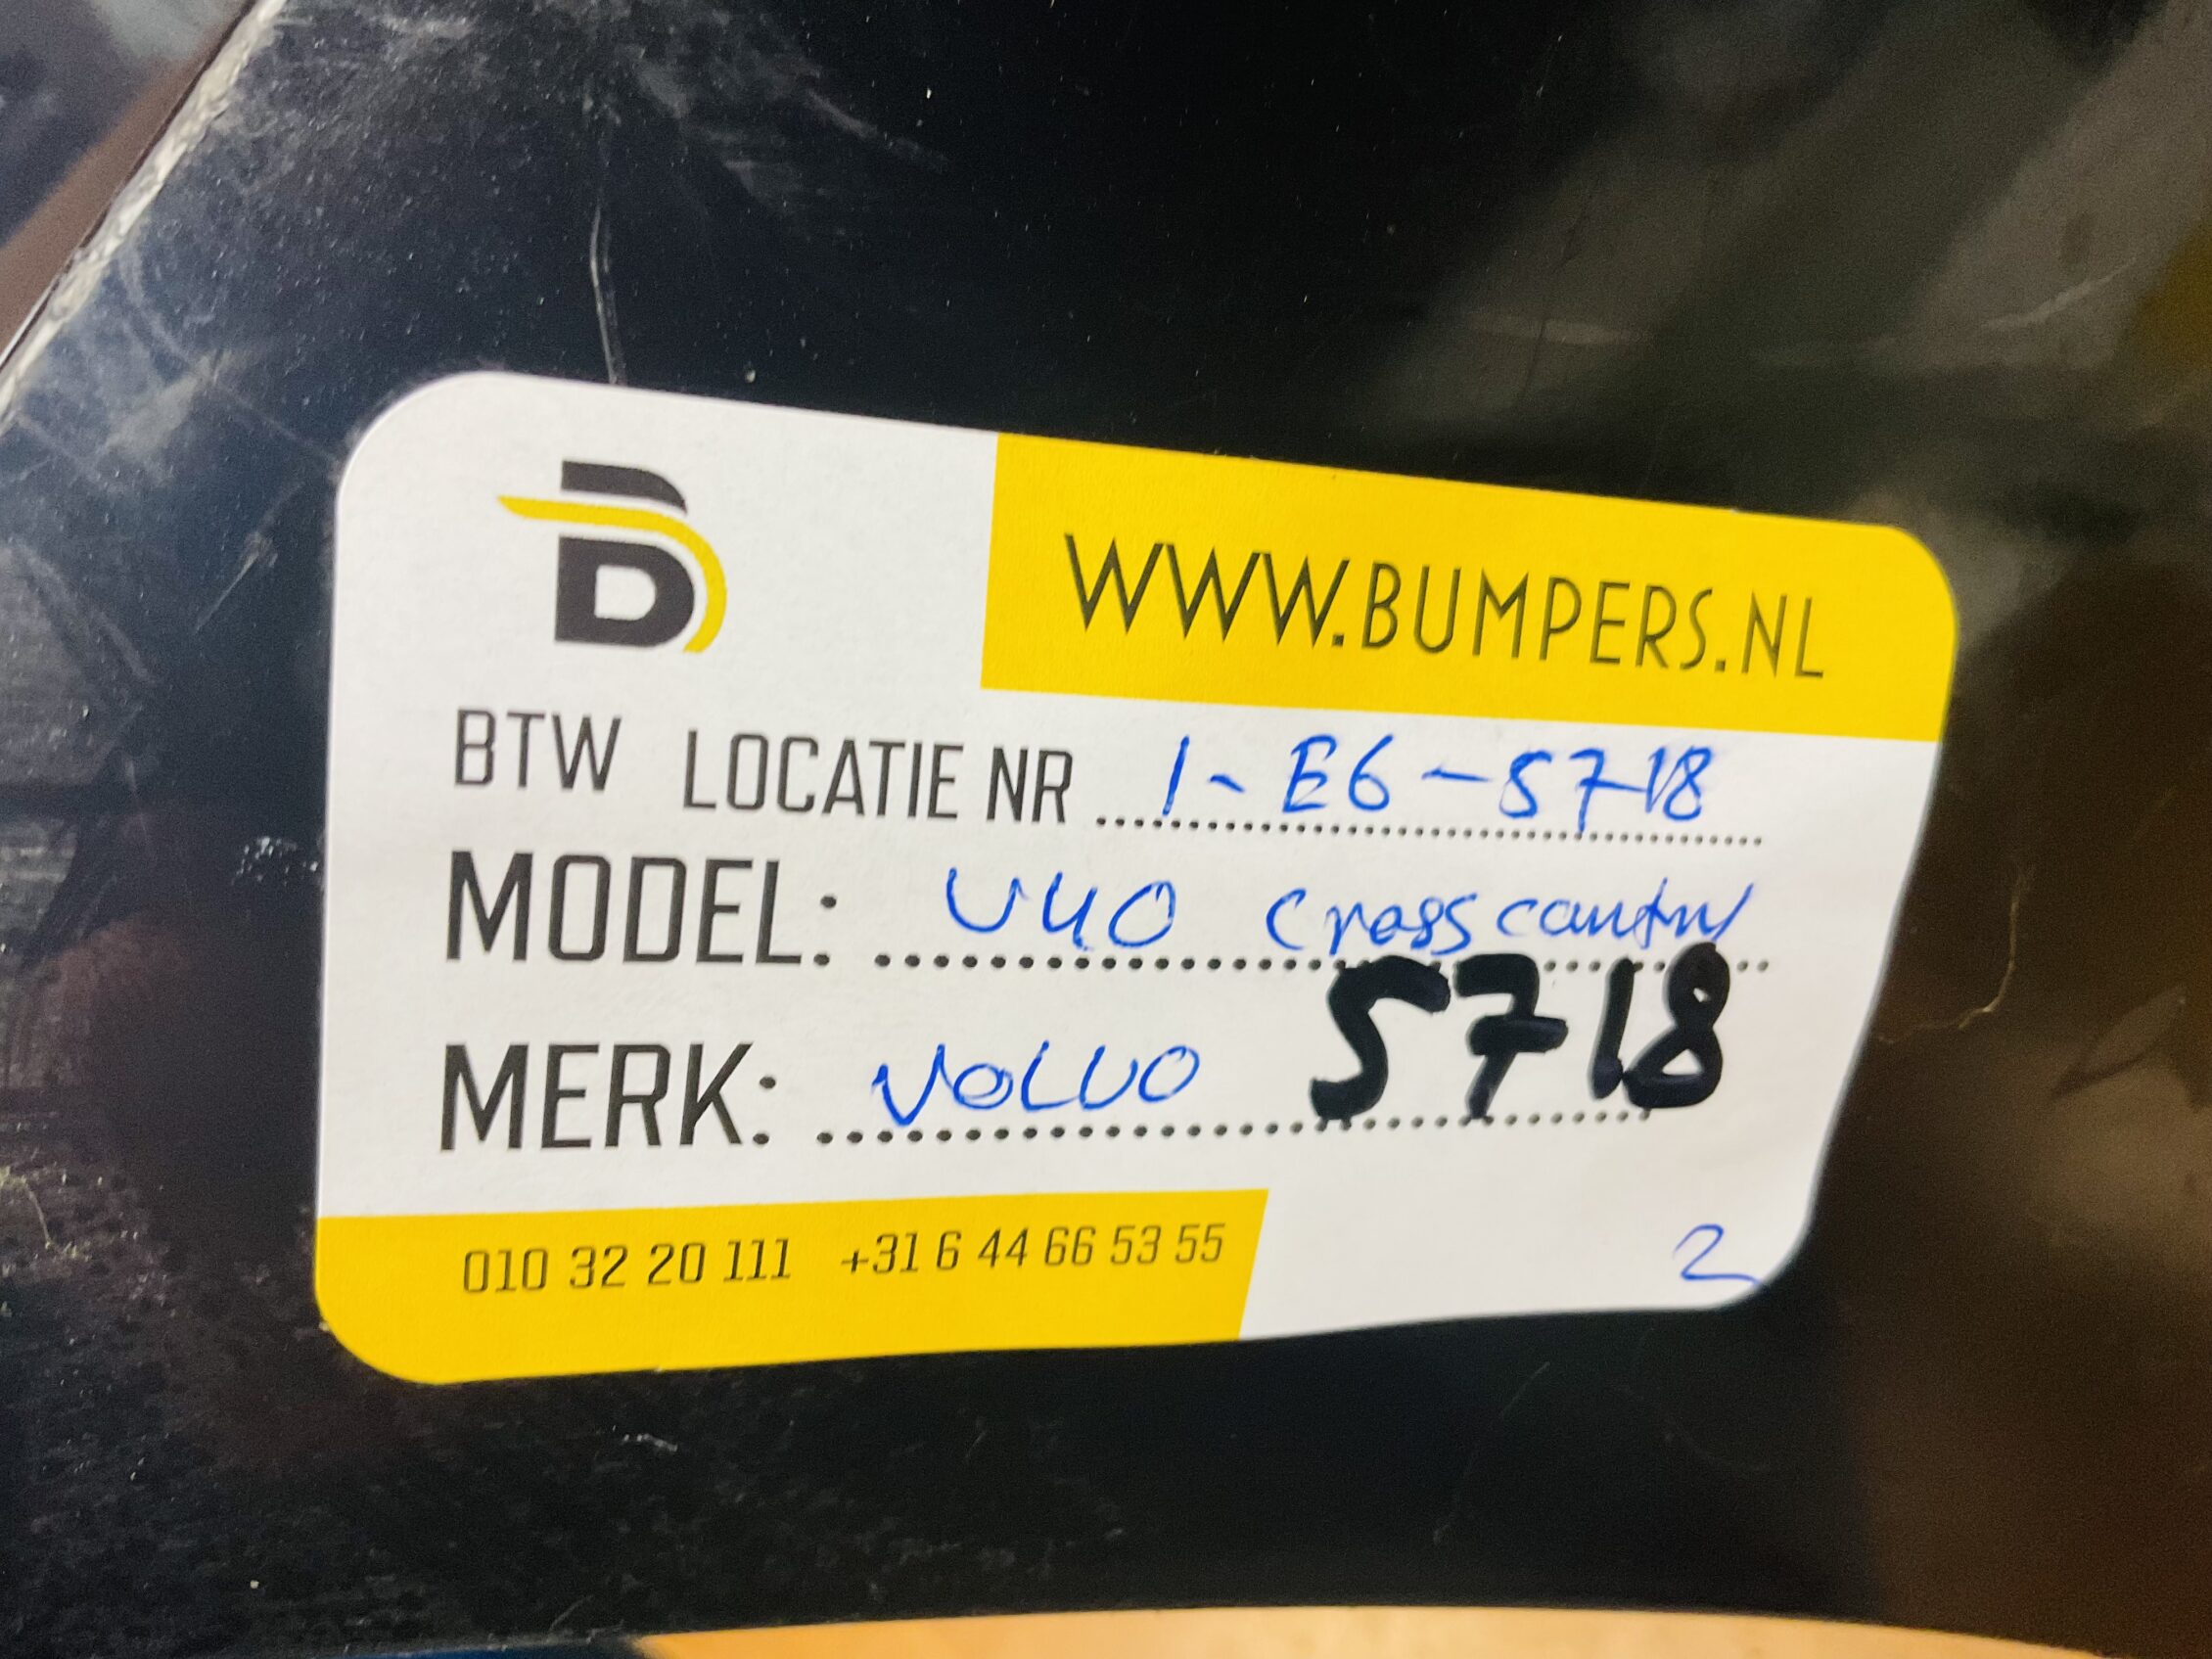 B
WWW.BUMPERS.NL
BTW LOCATIE NR 1-E6-5718
MODEL: V40 Crosscountry
5718
MERK: VOLVO
010 32 20 111 +31 6 44 66 53 55
2